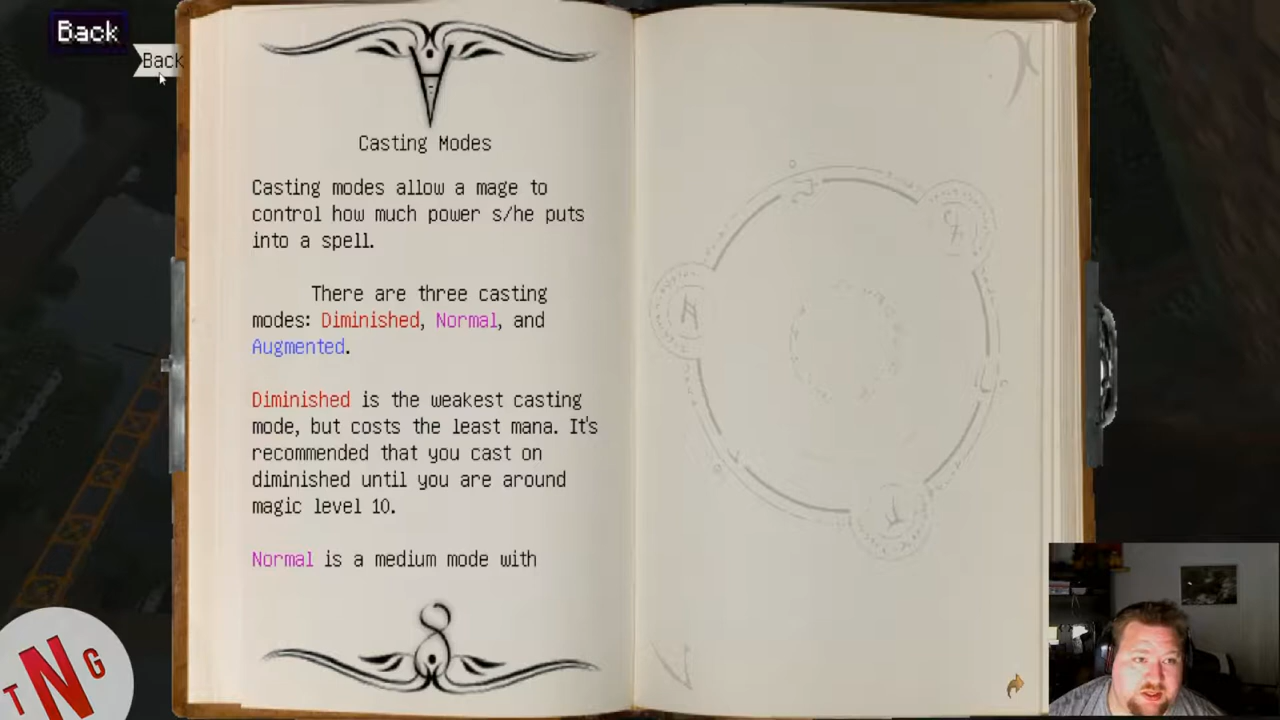 Back
Back
Casting Modes
Casting modes allow a mage to
control how much power s/he puts
into a spell.
There are three casting
modes: Diminished, Normal, and
Augmented.
Diminished is the weakest casting
mode, but costs the least mana. It's
recommended that you cast on
diminished until you are around
magic level 10.
Normal is a medium mode with
TNG